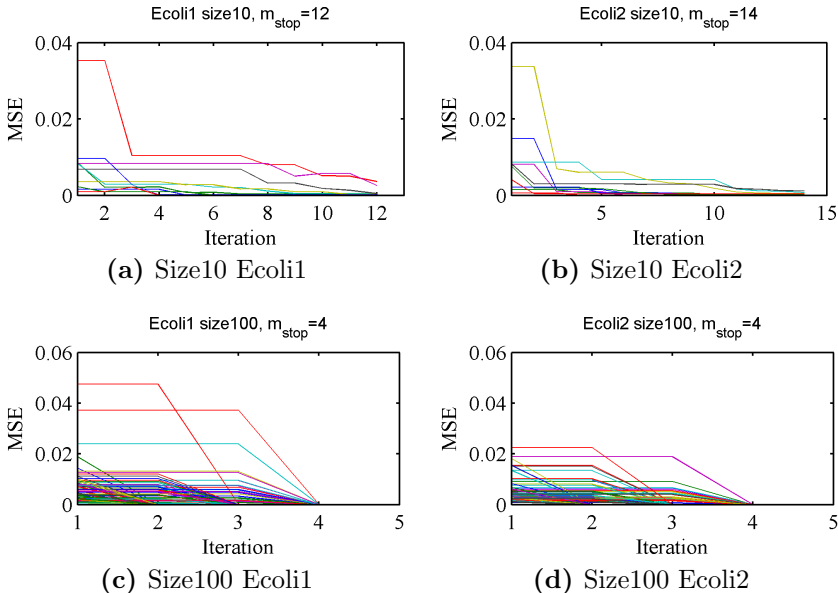 Ecoli1 size10, m_stop=12
0.04
0.02
0
MSE
2 4 6 8 10 12
Iteration
(a) Size10 Ecoli1
Ecoli2 size10, m_stop=14
0.04
0.02
0
MSE
5 10 15
Iteration
(b) Size10 Ecoli2
Ecoli1 size100, m_stop=4
0.06
0.04
0.02
0
MSE
1 2 3 4 5
Iteration
(c) Size100 Ecoli1
Ecoli2 size100, m_stop=4
0.06
0.04
0.02
0
MSE
1 2 3 4 5
Iteration
(d) Size100 Ecoli2